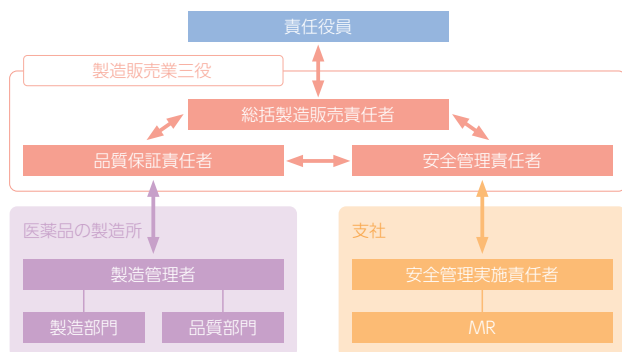 責任役員
製造販売業三役
総括製造販売責任者
品質保証責任者
安全管理責任者
医薬品の製造所
支社
製造管理者
安全管理実施責任者
製造部門
品質部門
MR